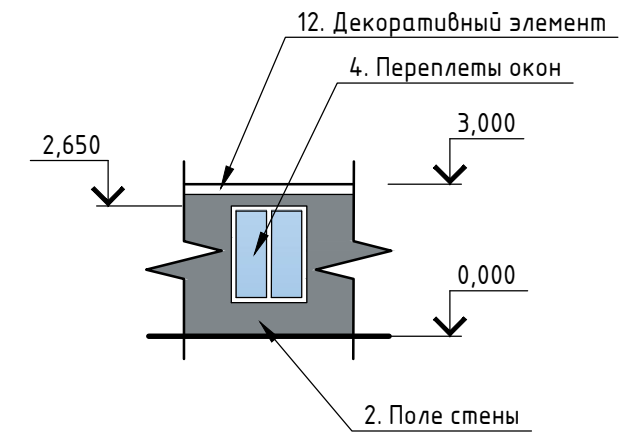 12. Декоративный элемент
4. Переплеты окон
2,650
3,000
0,000
2. Поле стены